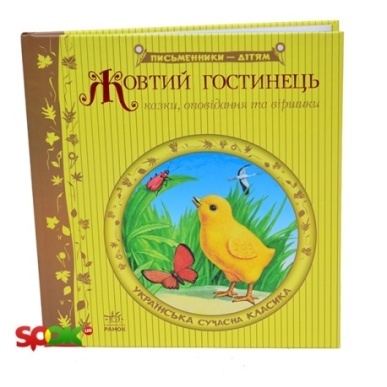 ПИСЬМЕННИКИ — ДІТЯМ
ЖОВТИЙ ГОСТИНЕЦЬ
казки, оповідання та віршики
УКРАЇНСЬКА СУЧАСНА КЛАСИКА
РАНОК
spok